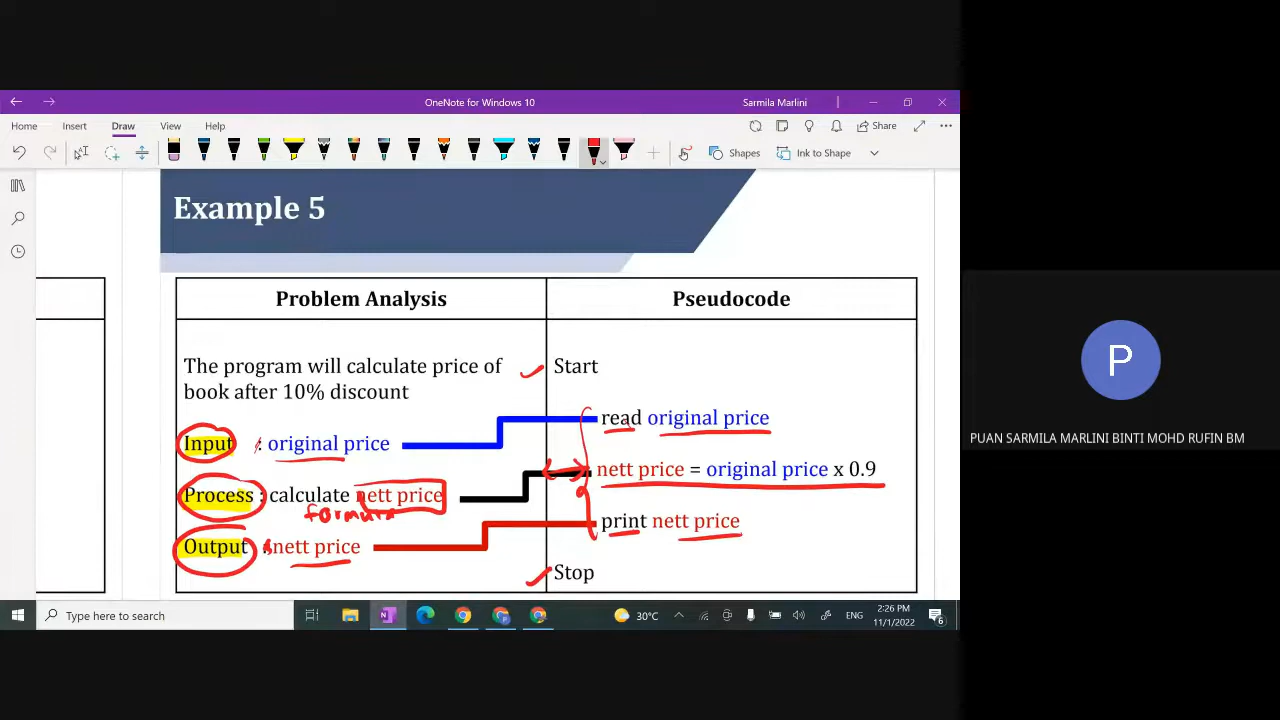 OneNote for Windows 10
Sarmila Marlini
Home Insert Draw View Help
Share
Shapes
Ink to Shape
Example 5
Problem Analysis
Pseudocode
The program will calculate price of
book after 10% discount
Start
Input : original price
read original price
nett price = original price x 0.9
Process : calculate nett price
formula
print nett price
Output : nett price
Stop
P
PUAN SARMILA MARLINI BINTI MOHD RUFIN BM
Type here to search
30°C
ENG
2:26 PM
11/1/2022
6